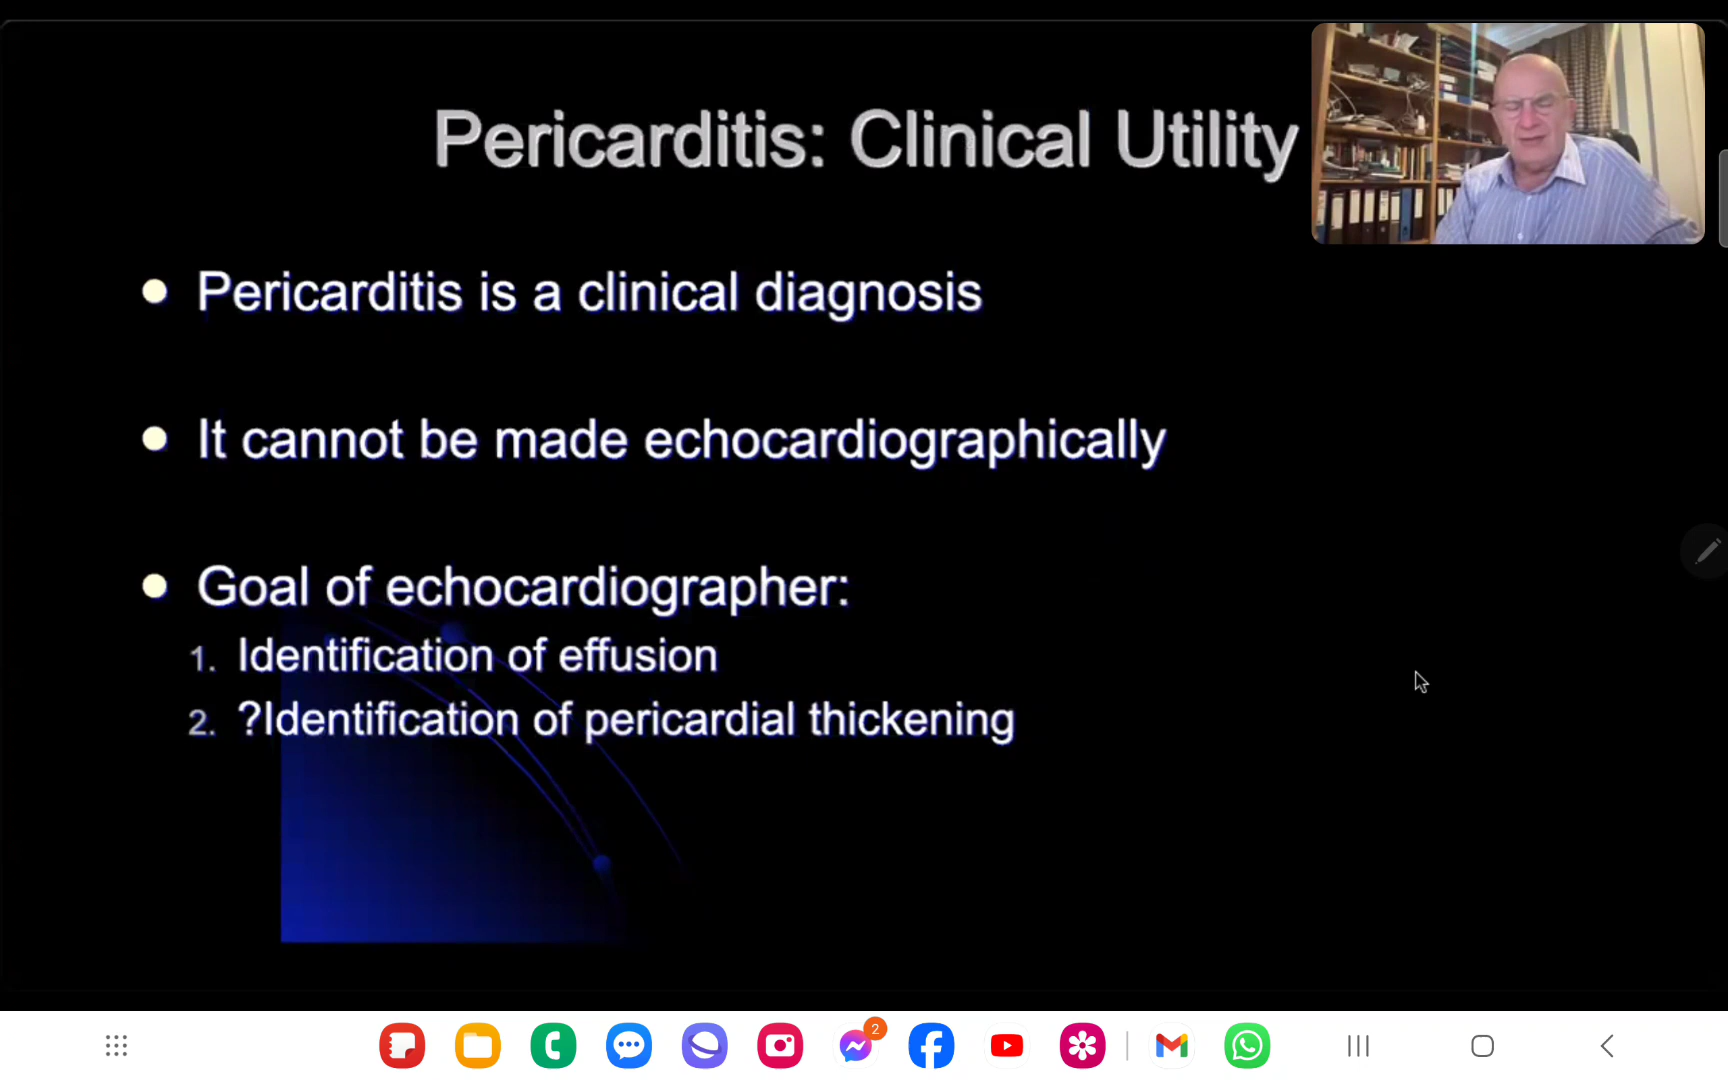 Pericarditis: Clinical Utility
Pericarditis is a clinical diagnosis
It cannot be made echocardiographically
Goal of echocardiographer:
1. Identification of effusion
2. ?Identification of pericardial thickening
2